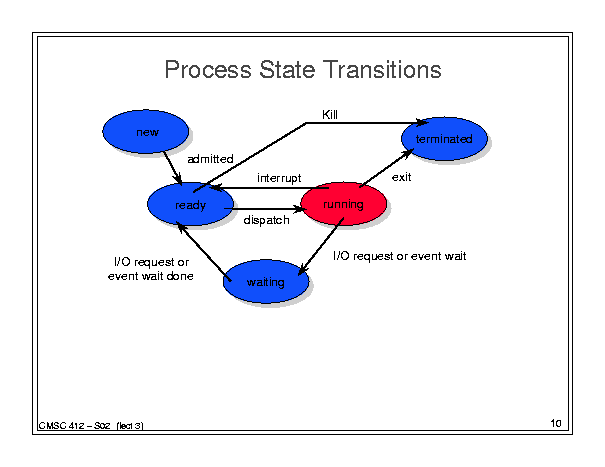 Process State Transitions
Kill
new
terminated
admitted
interrupt
exit
ready
running
dispatch
I/O request or
event wait done
I/O request or event wait
waiting
CMSC 412 – S02 (lect 3)
10